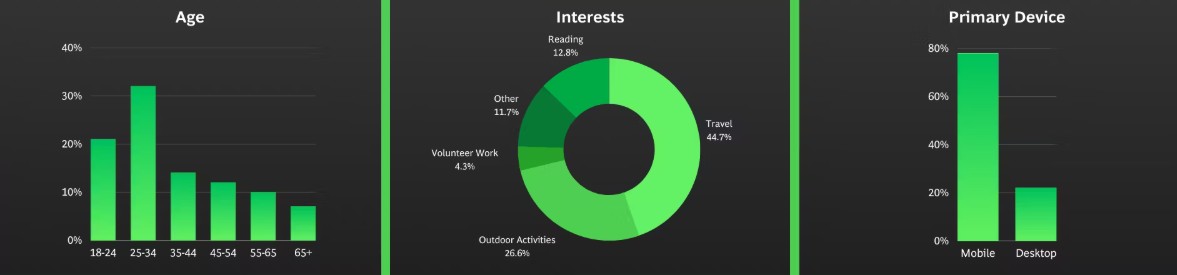 Age
40%
30%
20%
10%
0%
18-24 25-34 35-44 45-54 55-65 65+
Interests
Reading
12.8%
Other
11.7%
Volunteer Work
4.3%
Outdoor Activities
26.6%
Travel
44.7%
Primary Device
80%
60%
40%
20%
0%
Mobile Desktop